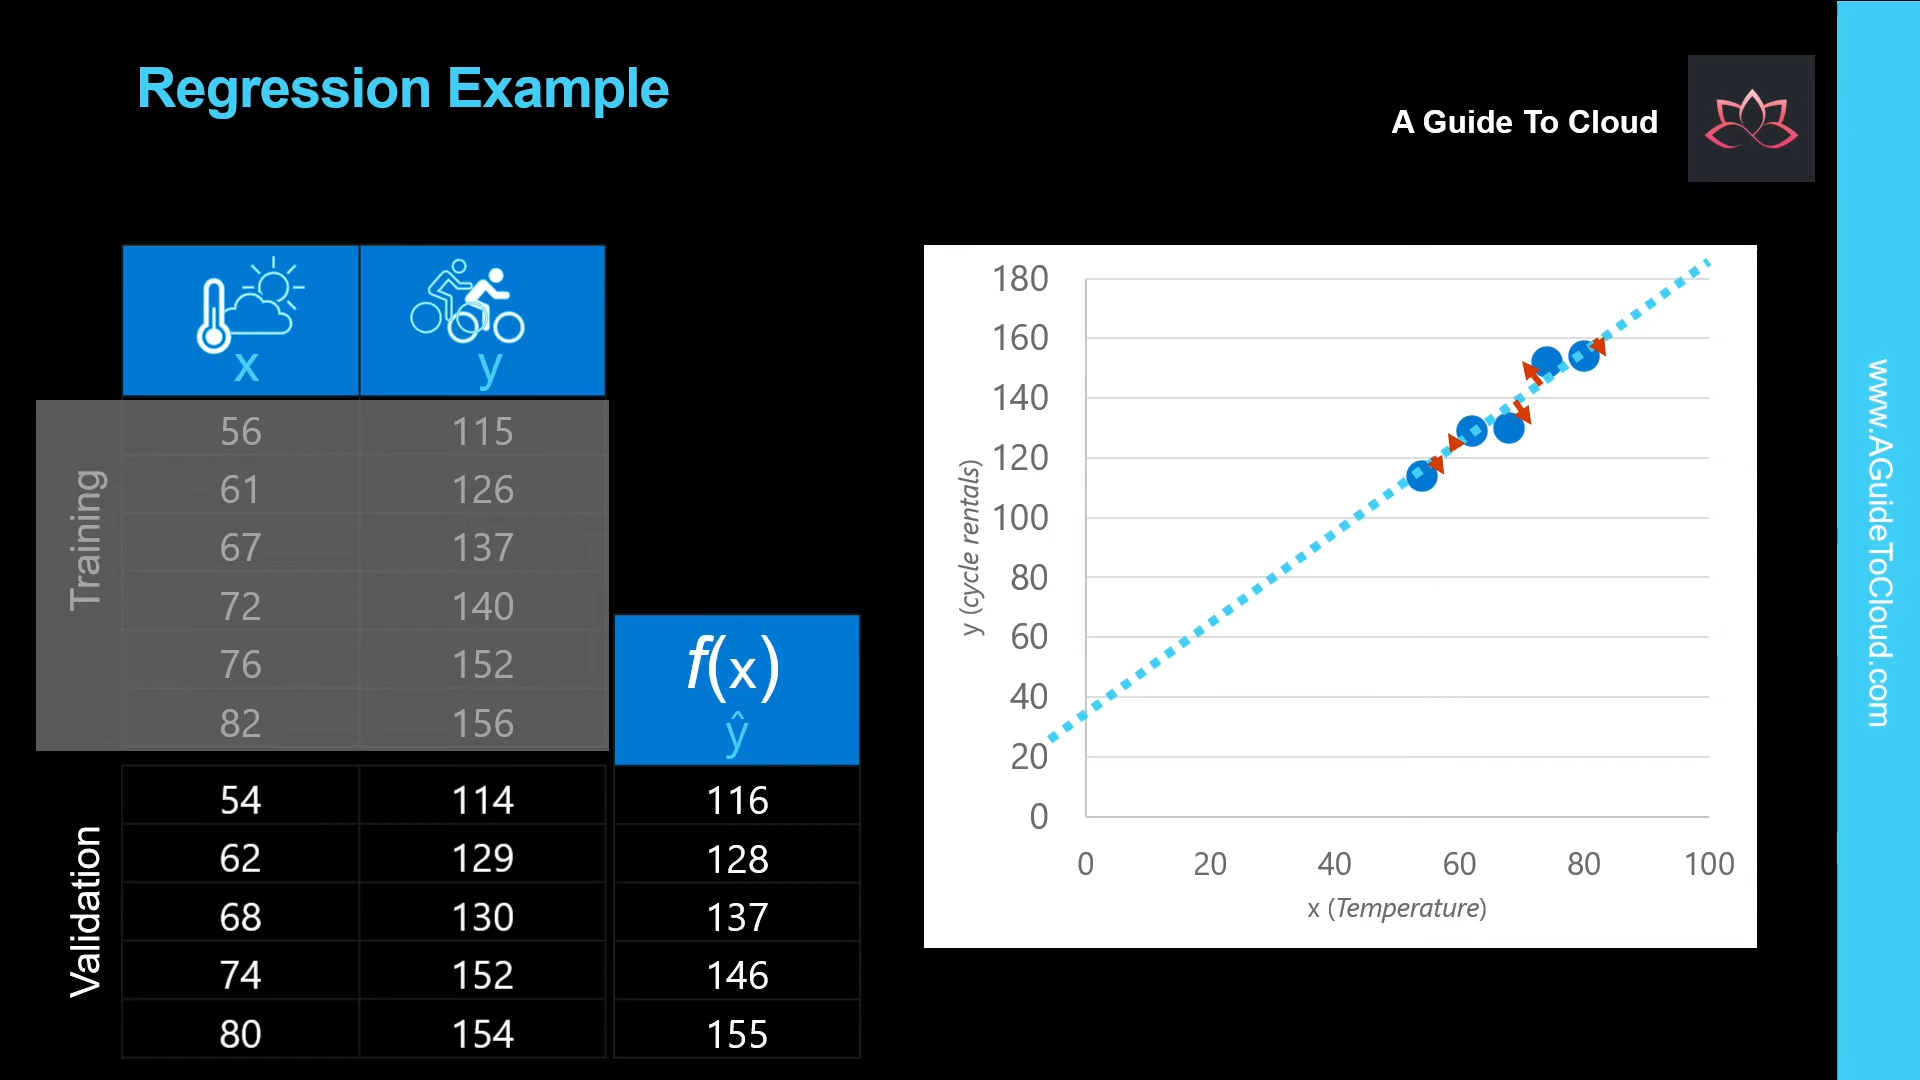 Regression Example
A Guide To Cloud
www.AGuideToCloud.com
x y
Training
56 115
61 126
67 137
72 140
76 152
82 156
f(x)
ŷ
Validation
54 114 116
62 129 128
68 130 137
74 152 146
80 154 155
y (cycle rentals)
180
160
140
120
100
80
60
40
20
0
0 20 40 60 80 100
x (Temperature)